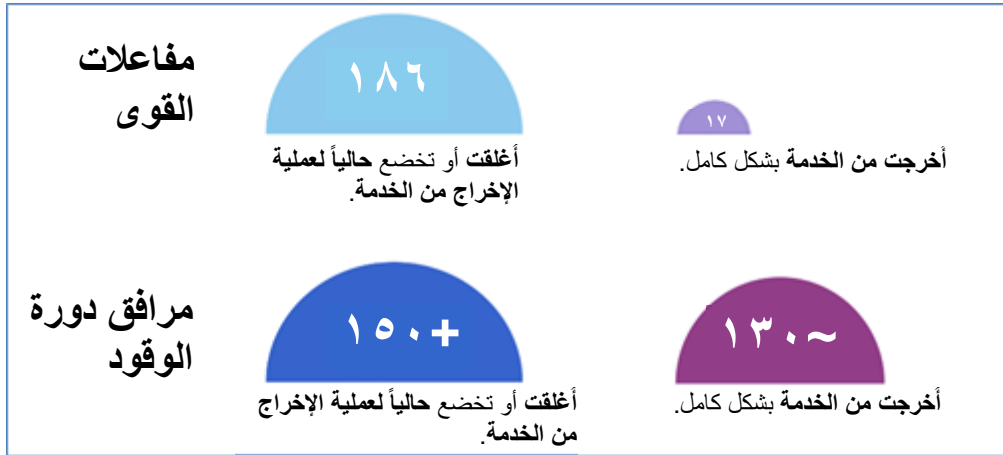 مفاعلات
القوى
١٨٦
أغلقت أو تخضع حالياً لعملية
الإخراج من الخدمة.
١٧
أخرجت من الخدمة بشكل كامل.
مرافق دورة
الوقود
+١٥٠
أغلقت أو تخضع حالياً لعملية الإخراج
من الخدمة.
~١٣٠
أخرجت من الخدمة بشكل كامل.